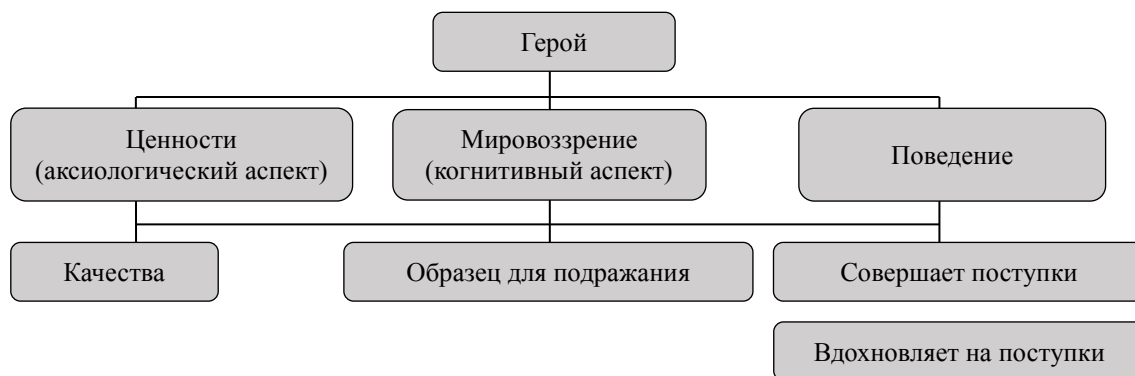 Герой
Ценности
(аксиологический аспект)
Мировоззрение
(когнитивный аспект)
Поведение
Качества
Образец для подражания
Совершает поступки
Вдохновляет на поступки